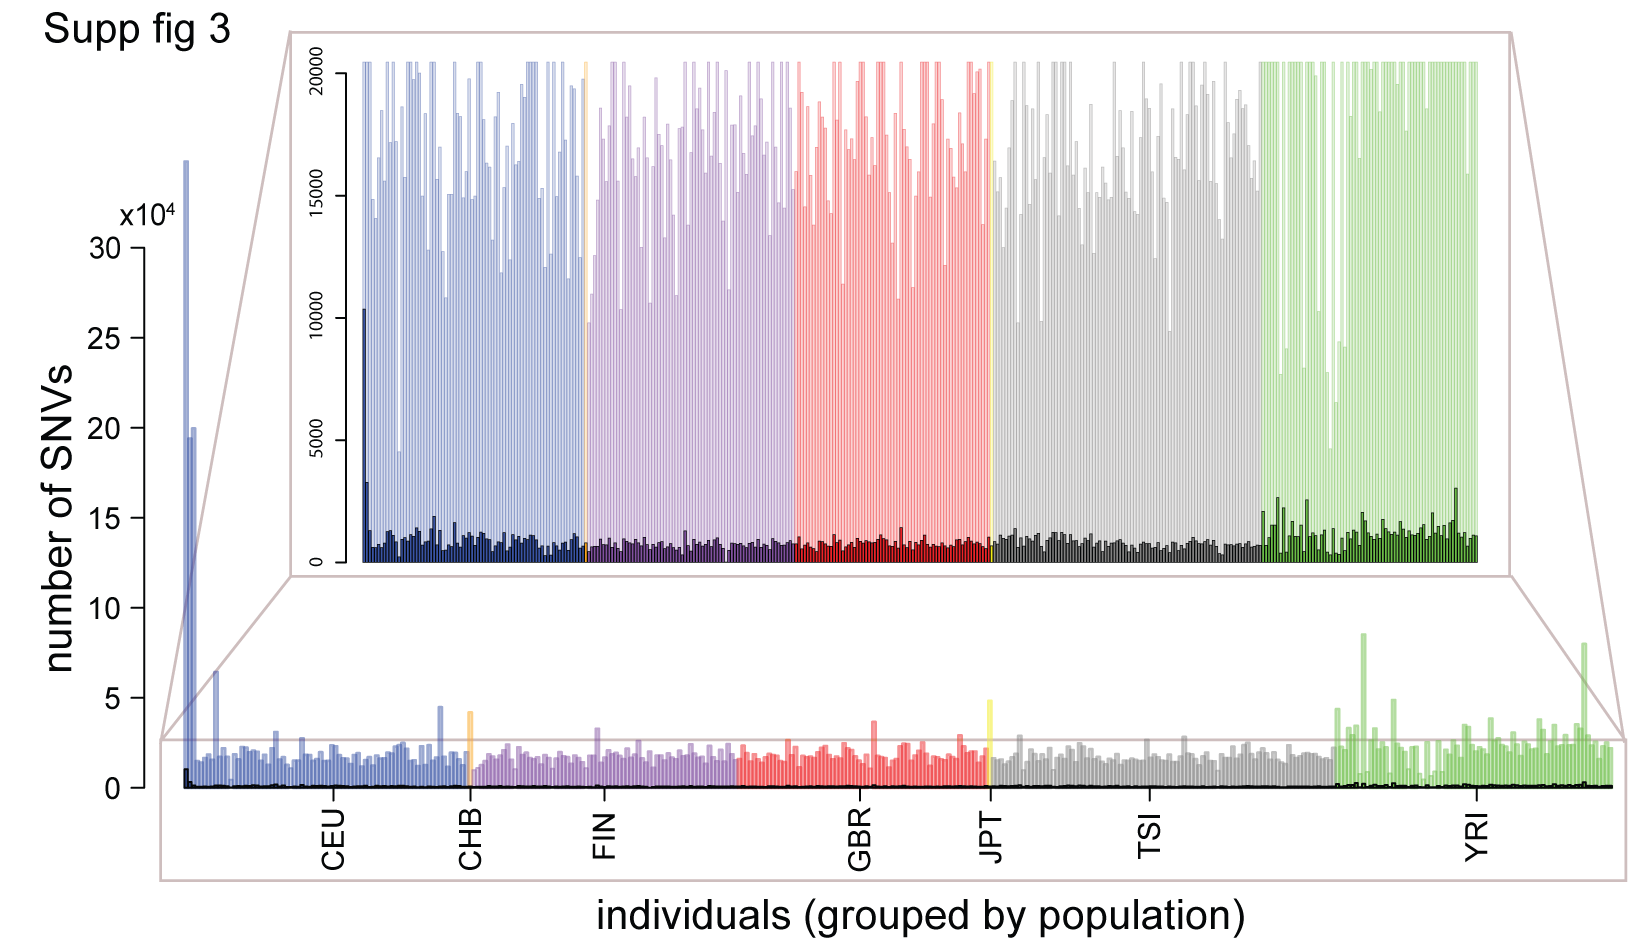 Supp fig 3
x10⁴
30
25
20
15
10
5
0
number of SNVs
20000
15000
10000
5000
0
CEU
CHB
FIN
GBR
JPT
TSI
YRI
individuals (grouped by population)